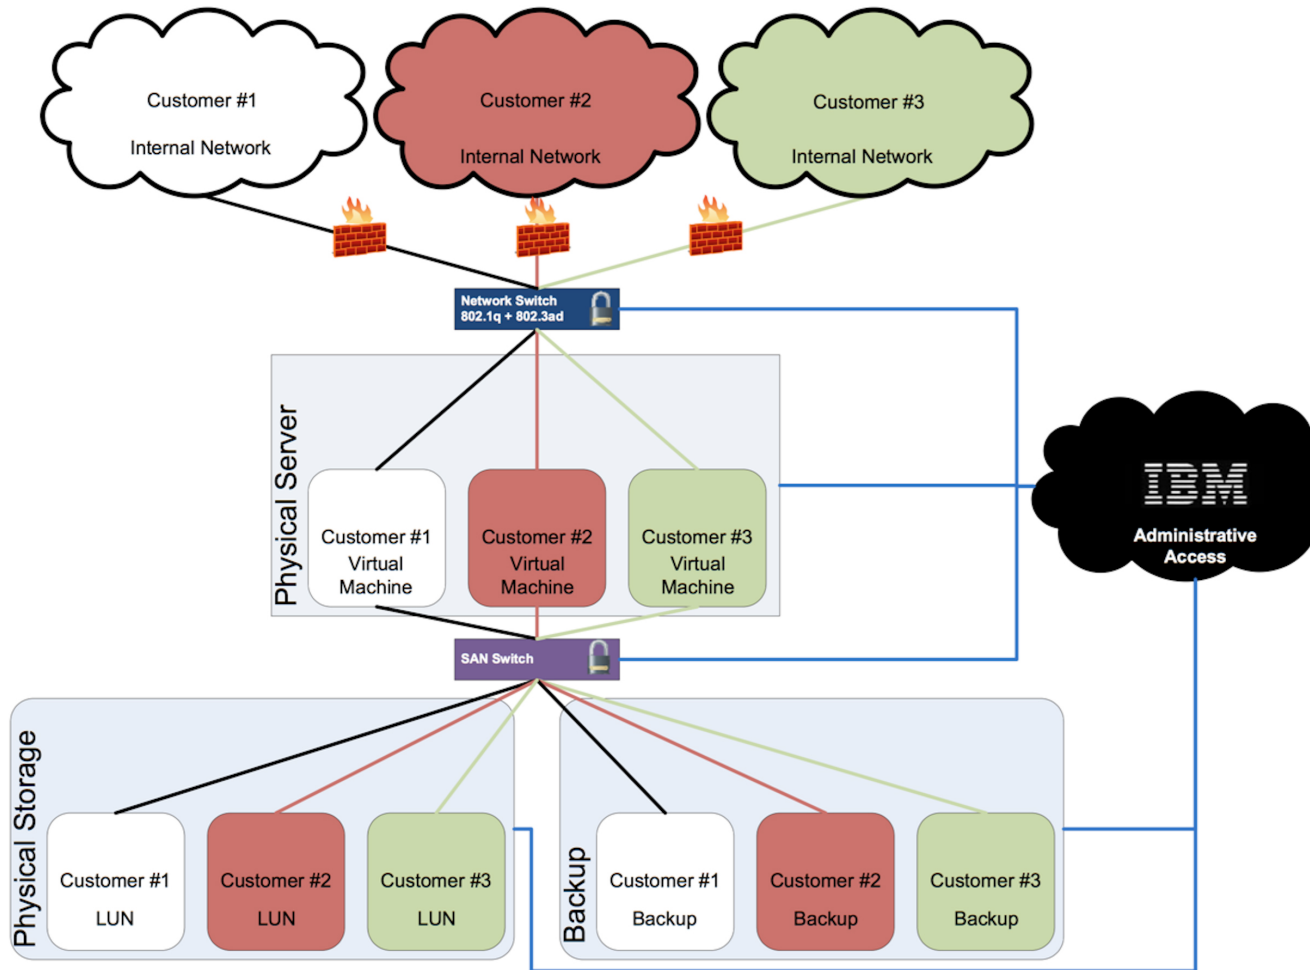 Customer #1
Internal Network
Customer #2
Internal Network
Customer #3
Internal Network
Network Switch
802.1q + 802.3ad
Physical Server
Customer #1
Virtual
Machine
Customer #2
Virtual
Machine
Customer #3
Virtual
Machine
IBM
Administrative
Access
SAN Switch
Physical Storage
Customer #1
LUN
Customer #2
LUN
Customer #3
LUN
Backup
Customer #1
Backup
Customer #2
Backup
Customer #3
Backup